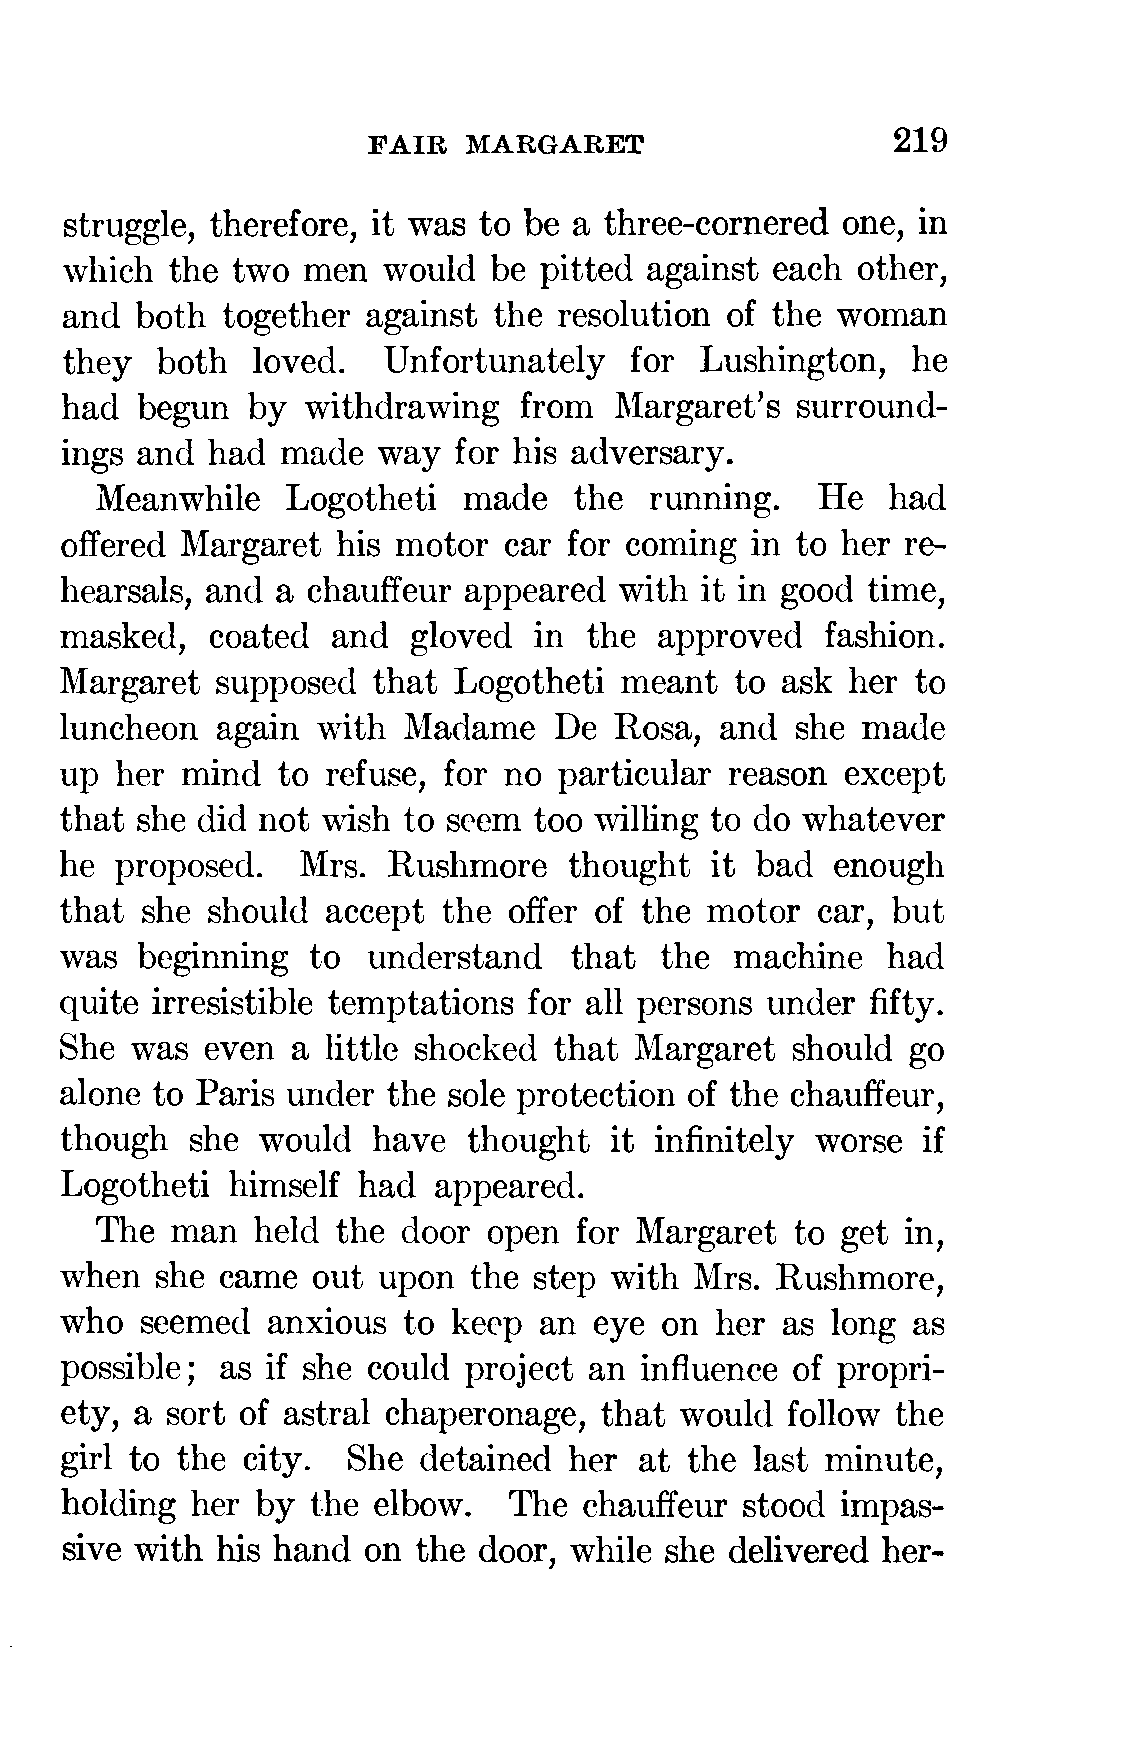 FAIR MARGARET 219
struggle, therefore, it was to be a three-cornered one, in
which the two men would be pitted against each other,
and both together against the resolution of the woman
they both loved. Unfortunately for Lushington, he
had begun by withdrawing from Margaret's surround-
ings and had made way for his adversary.
Meanwhile Logotheti made the running. He had
offered Margaret his motor car for coming in to her re-
hearsals, and a chauffeur appeared with it in good time,
masked, coated and gloved in the approved fashion.
Margaret supposed that Logotheti meant to ask her to
luncheon again with Madame De Rosa, and she made
up her mind to refuse, for no particular reason except
that she did not wish to seem too willing to do whatever
he proposed. Mrs. Rushmore thought it bad enough
that she should accept the offer of the motor car, but
was beginning to understand that the machine had
quite irresistible temptations for all persons under fifty.
She was even a little shocked that Margaret should go
alone to Paris under the sole protection of the chauffeur,
though she would have thought it infinitely worse if
Logotheti himself had appeared.
The man held the door open for Margaret to get in,
when she came out upon the step with Mrs. Rushmore,
who seemed anxious to keep an eye on her as long as
possible; as if she could project an influence of propri-
ety, a sort of astral chaperonage, that would follow the
girl to the city. She detained her at the last minute,
holding her by the elbow. The chauffeur stood impas-
sive with his hand on the door, while she delivered her-